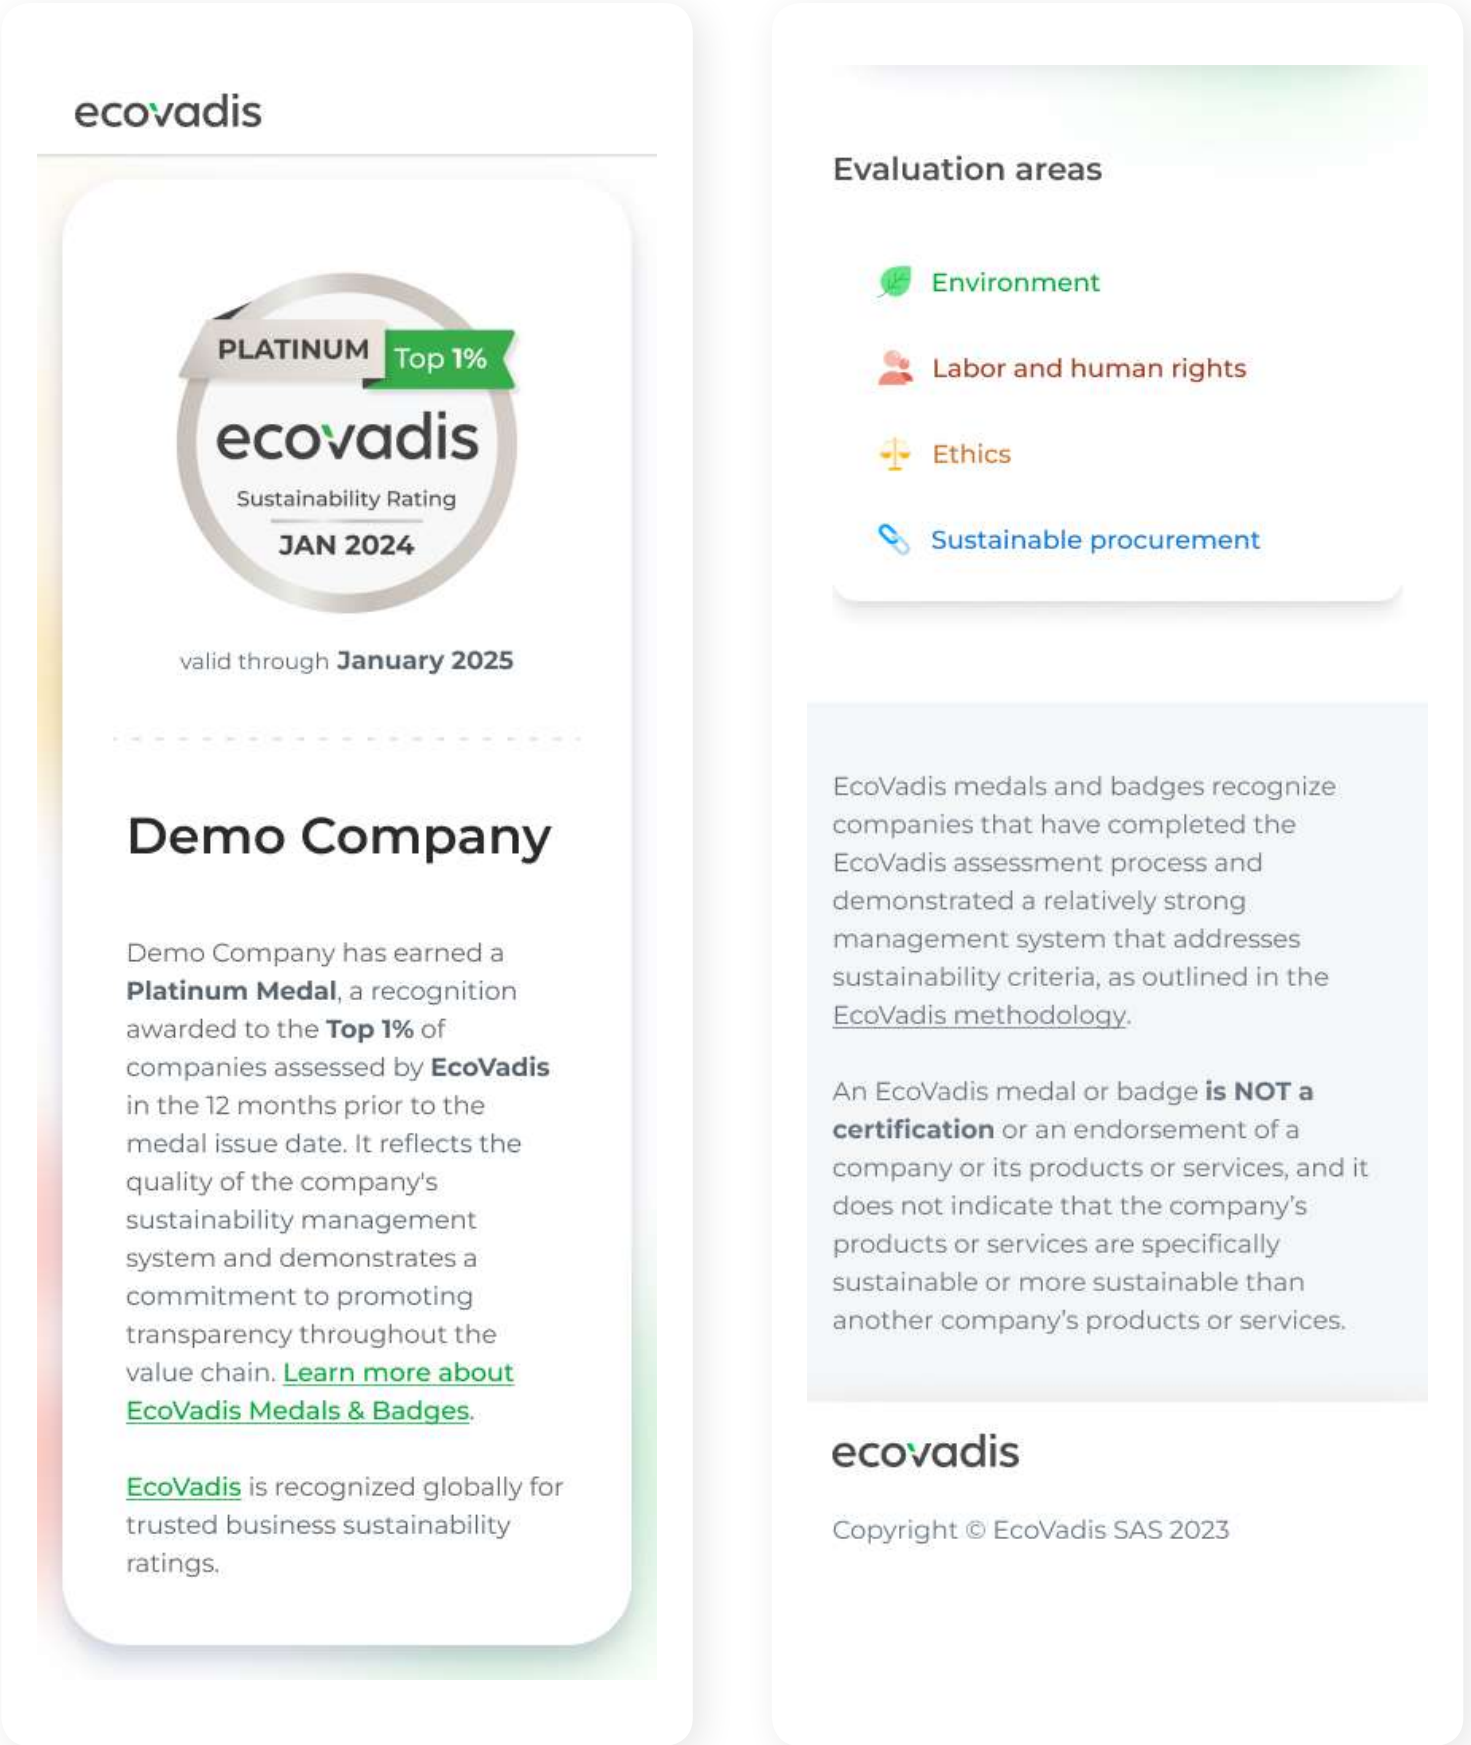 ecovadis
PLATINUM
Top 1%
ecovadis
Sustainability Rating
JAN 2024
valid through January 2025
Demo Company
Demo Company has earned a
Platinum Medal, a recognition
awarded to the Top 1% of
companies assessed by EcoVadis
in the 12 months prior to the
medal issue date. It reflects the
quality of the company's
sustainability management
system and demonstrates a
commitment to promoting
transparency throughout the
value chain. Learn more about
EcoVadis Medals & Badges.
EcoVadis is recognized globally for
trusted business sustainability
ratings.
Evaluation areas
Environment
Labor and human rights
Ethics
Sustainable procurement
EcoVadis medals and badges recognize
companies that have completed the
EcoVadis assessment process and
demonstrated a relatively strong
management system that addresses
sustainability criteria, as outlined in the
EcoVadis methodology.
An EcoVadis medal or badge is NOT a
certification or an endorsement of a
company or its products or services, and it
does not indicate that the company’s
products or services are specifically
sustainable or more sustainable than
another company’s products or services.
ecovadis
Copyright © EcoVadis SAS 2023